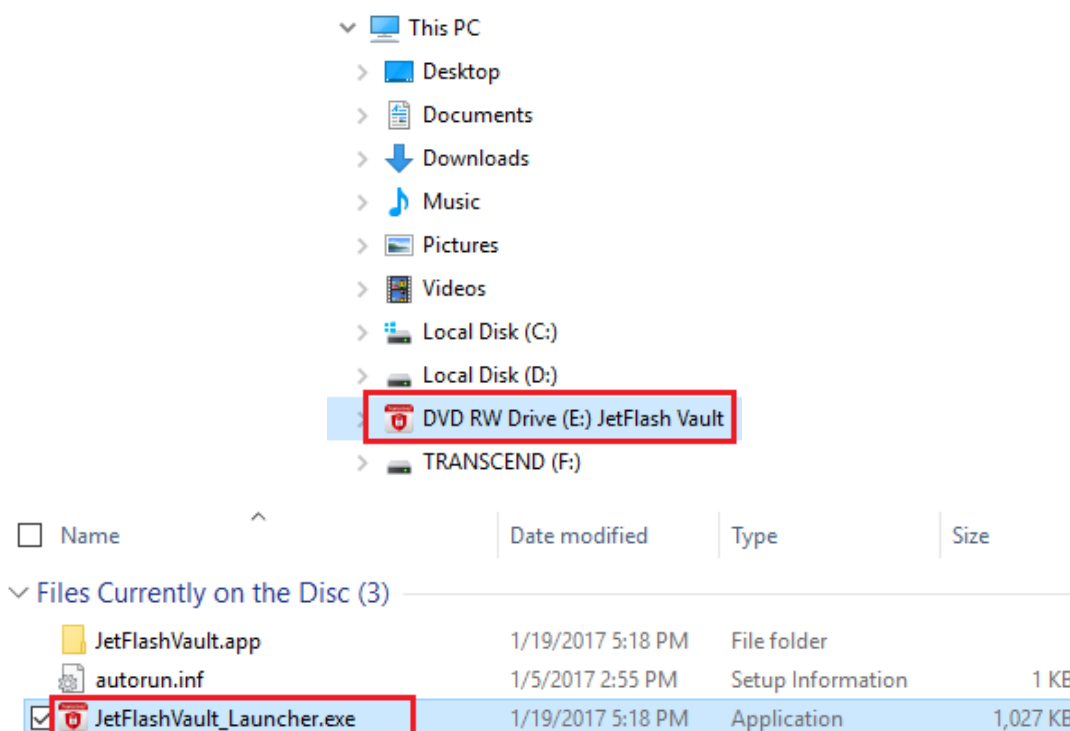 This PC
Desktop
Documents
Downloads
Music
Pictures
Videos
Local Disk (C:)
Local Disk (D:)
DVD RW Drive (E:) JetFlash Vault
TRANSCEND (F:)
Name Date modified Type Size
Files Currently on the Disc (3)
JetFlashVault.app 1/19/2017 5:18 PM File folder
autorun.inf 1/5/2017 2:55 PM Setup Information 1 KB
JetFlashVault_Launcher.exe 1/19/2017 5:18 PM Application 1,027 KB